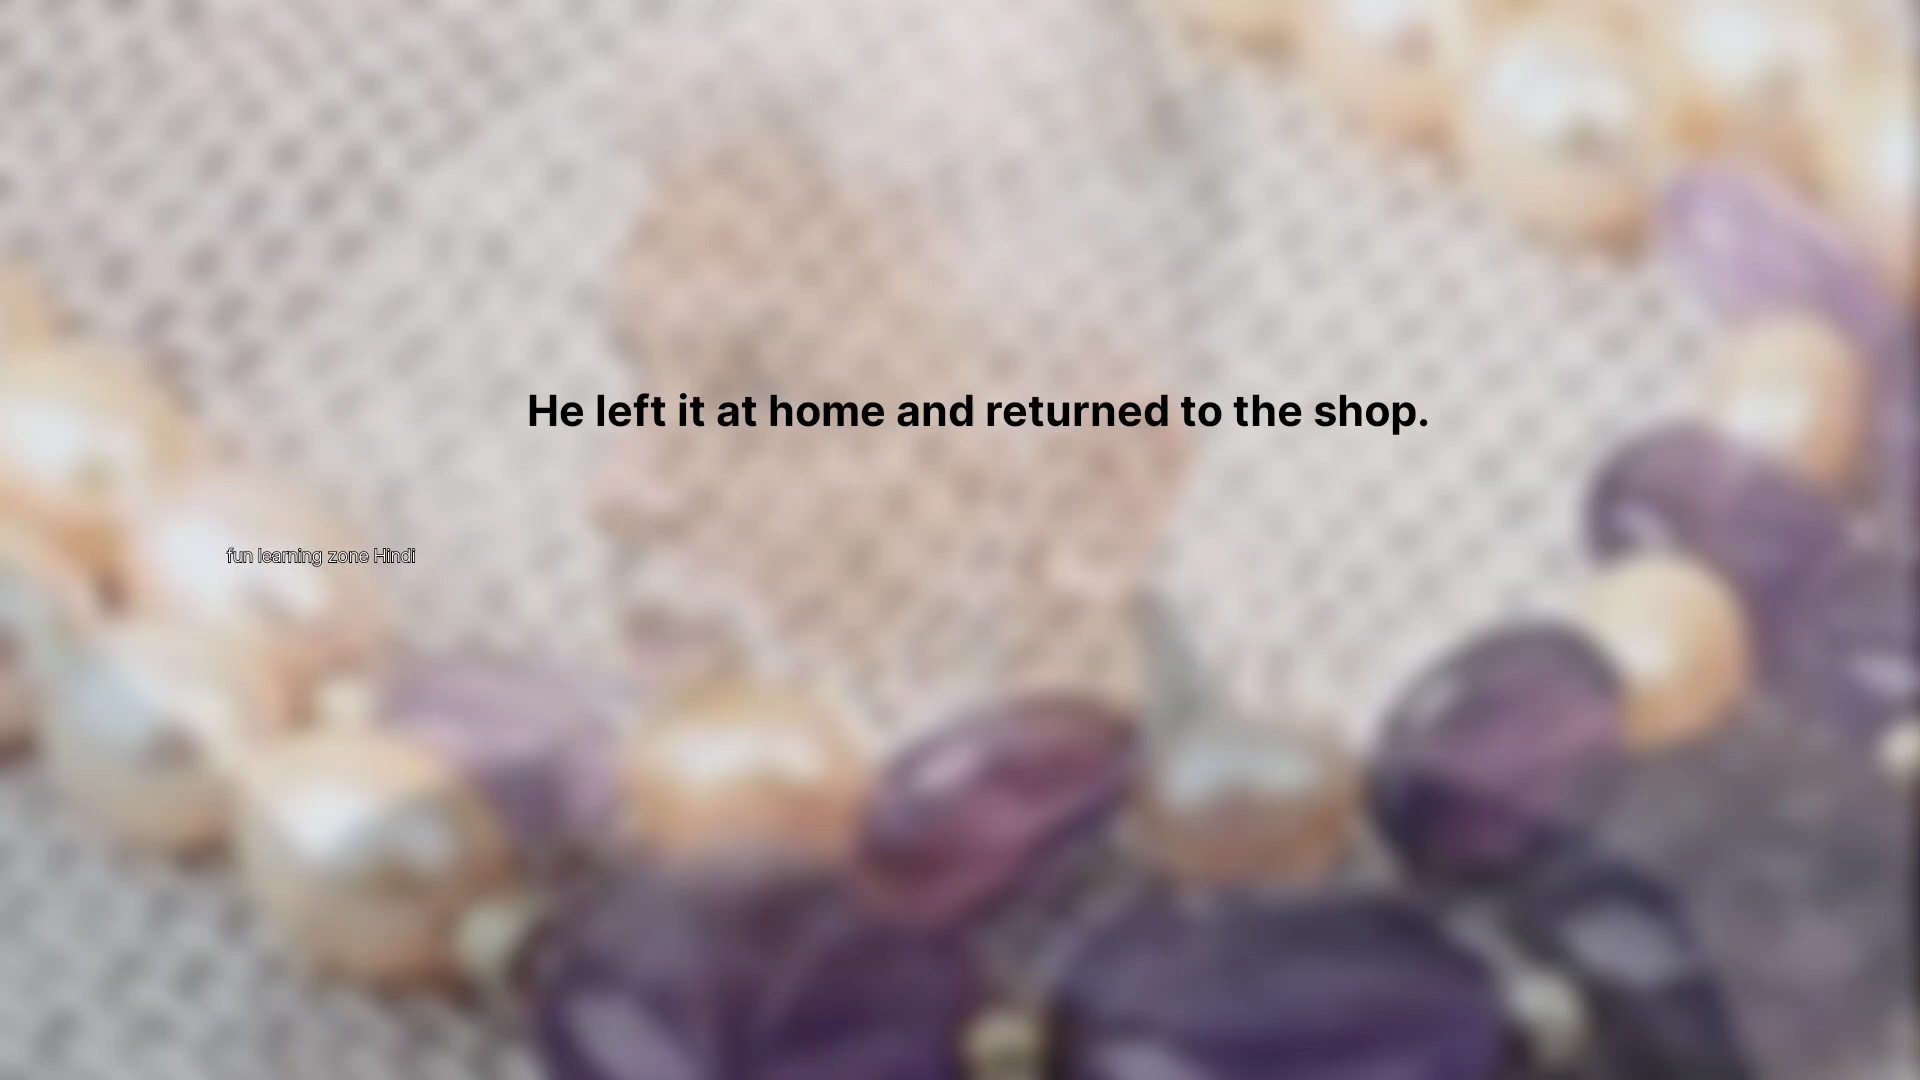 He left it at home and returned to the shop.
fun learning zone Hindi